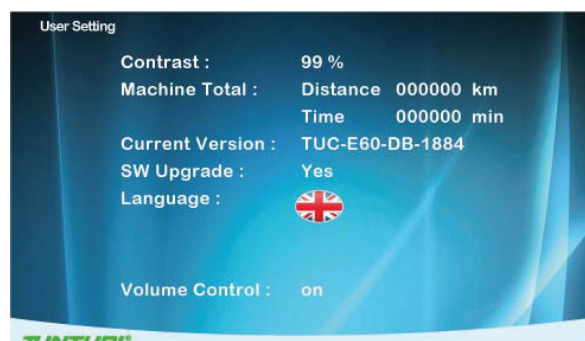 User Setting
Contrast : 99 %
Machine Total : Distance 000000 km
Time 000000 min
Current Version : TUC-E60-DB-1884
SW Upgrade : Yes
Language :
Volume Control : on
TUNTURI®